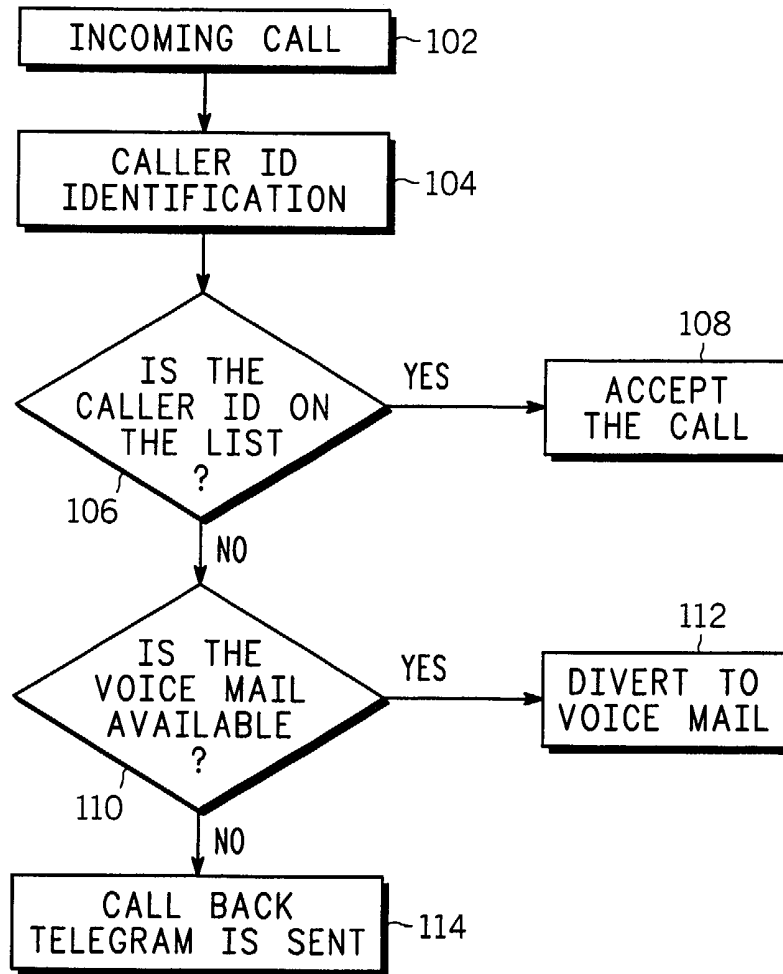 INCOMING CALL
102
CALLER ID
IDENTIFICATION
104
IS THE
CALLER ID ON
THE LIST
?
106
YES
108
ACCEPT
THE CALL
NO
IS THE
VOICE MAIL
AVAILABLE
?
110
YES
112
DIVERT TO
VOICE MAIL
NO
CALL BACK
TELEGRAM IS SENT
114